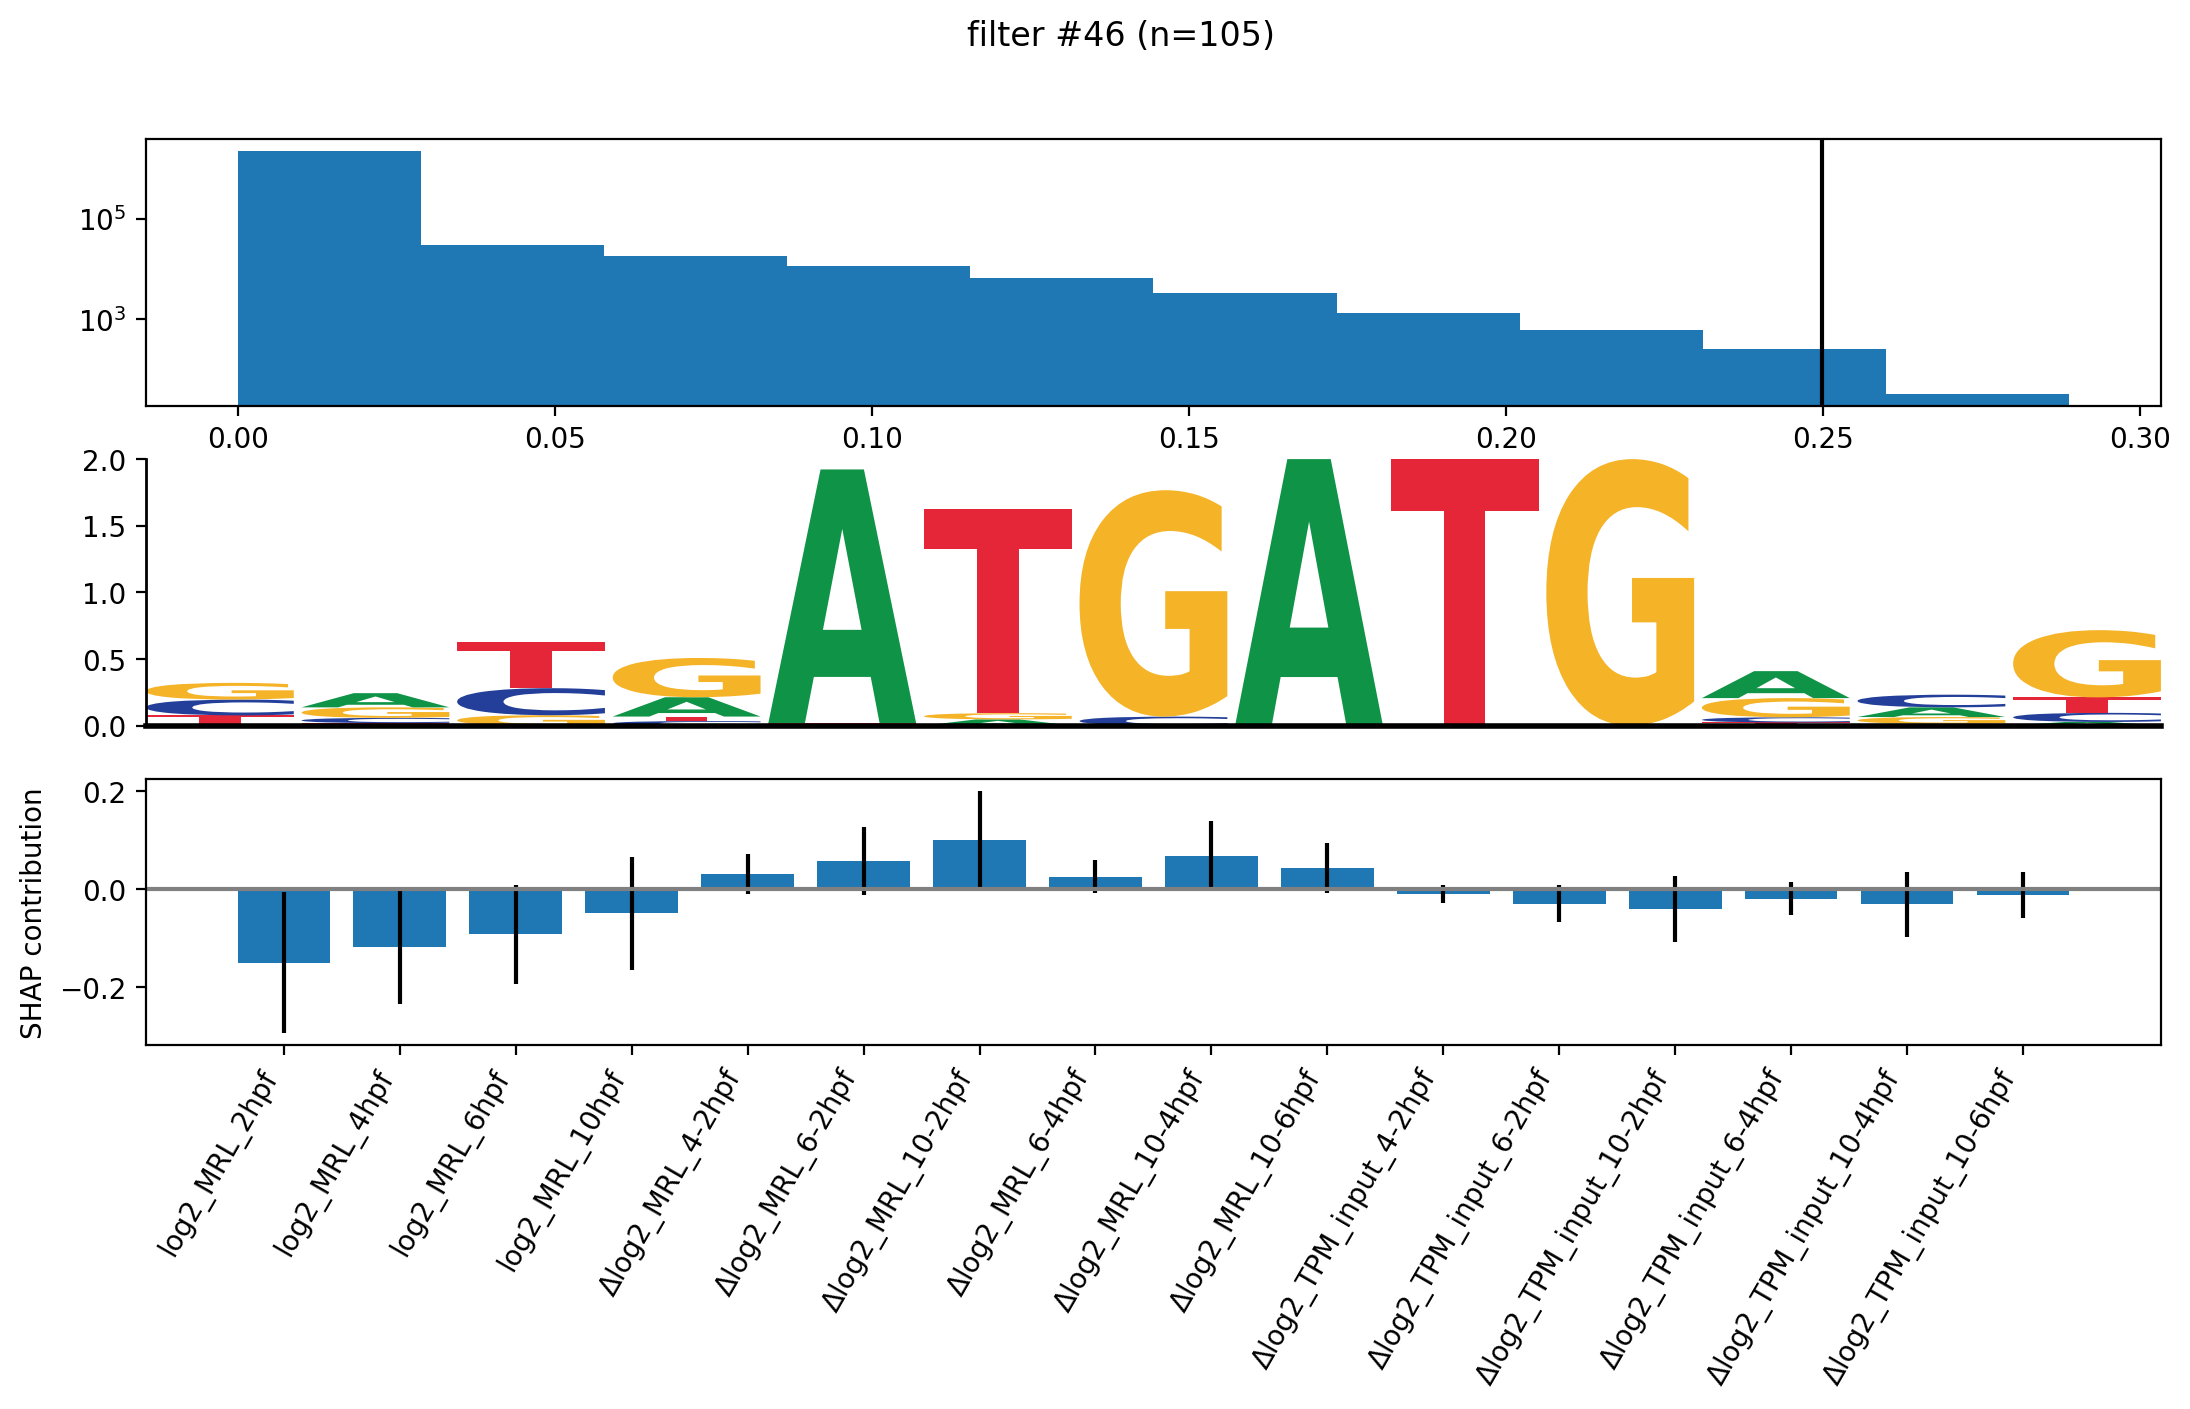 filter #46 (n=105)
10^5
10^3
0.00 0.05 0.10 0.15 0.20 0.25 0.30
2.0
1.5
1.0
0.5
0.0
G A T G A T G A T G A C G
C G C A G C G A T
T C G T A C G C
C T A
SHAP contribution
0.2
0.0
−0.2
log2_MRL_2hpf
log2_MRL_4hpf
log2_MRL_6hpf
log2_MRL_10hpf
Δlog2_MRL_4-2hpf
Δlog2_MRL_6-2hpf
Δlog2_MRL_10-2hpf
Δlog2_MRL_6-4hpf
Δlog2_MRL_10-4hpf
Δlog2_MRL_10-6hpf
Δlog2_TPM_input_4-2hpf
Δlog2_TPM_input_6-2hpf
Δlog2_TPM_input_10-2hpf
Δlog2_TPM_input_6-4hpf
Δlog2_TPM_input_10-4hpf
Δlog2_TPM_input_10-6hpf